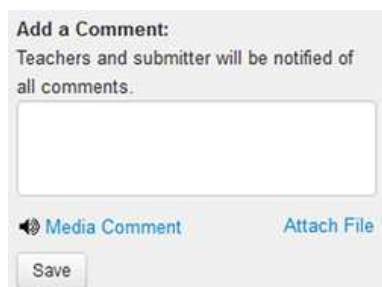 Add a Comment:
Teachers and submitter will be notified of
all comments.
Media Comment Attach File
Save